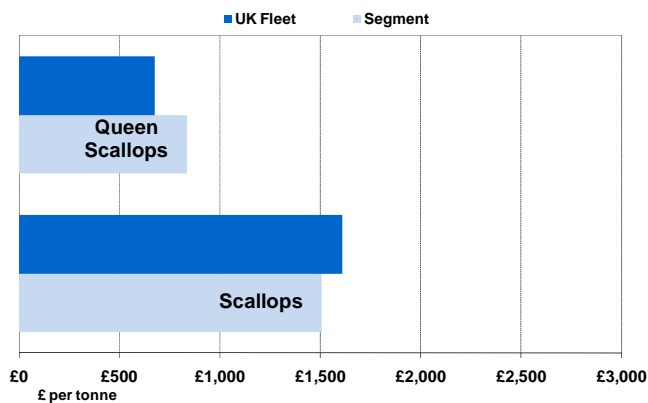 UK Fleet Segment
Queen
Scallops
Scallops
£0 £500 £1,000 £1,500 £2,000 £2,500 £3,000
£ per tonne